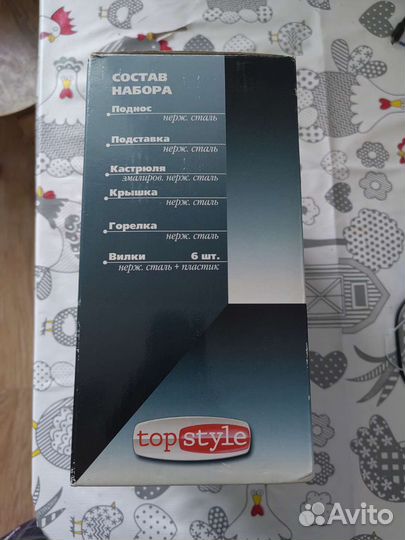 СОСТАВ
НАБОРА
Поднос
нерж. сталь
Подставка
нерж. сталь
Кастрюля
эмалиров. нерж. сталь
Крышка
нерж. сталь
Горелка
нерж. сталь
Вилки 6 шт.
нерж. сталь + пластик
top style
Avito